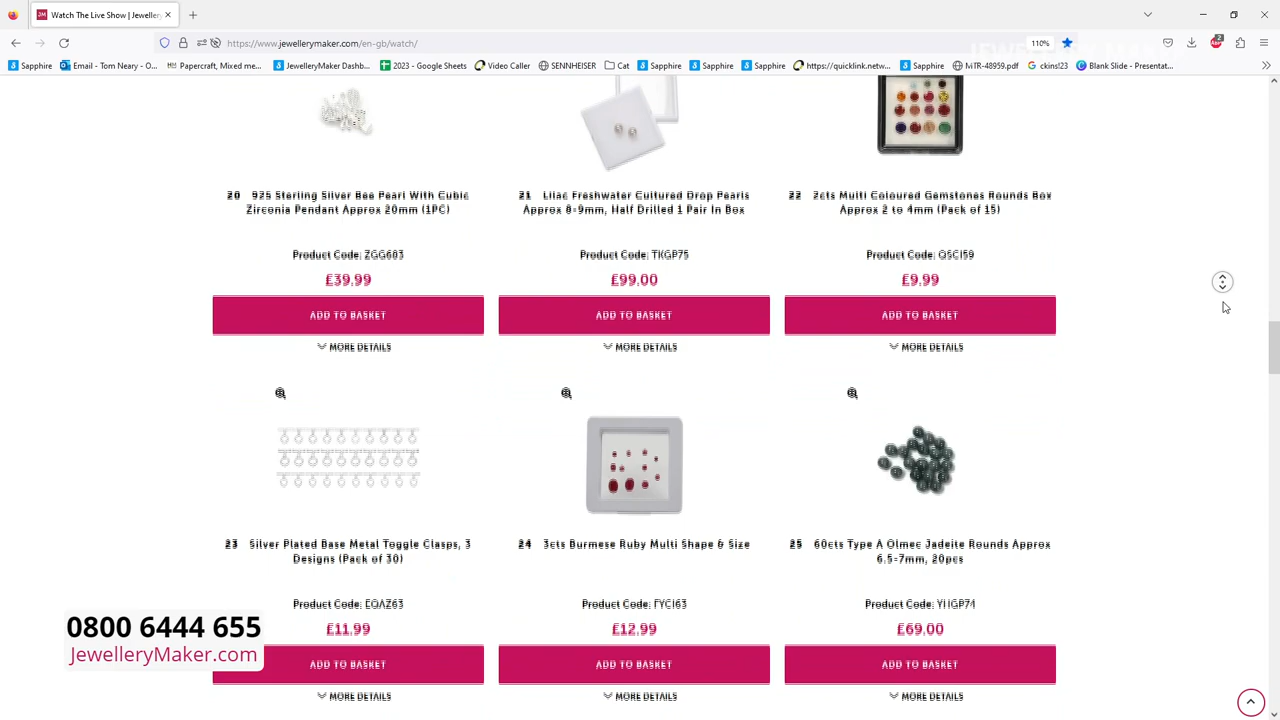 Watch The Live Show | Jeweller
https://www.jewellerymaker.com/en-gb/watch/
110%
2
Sapphire
Email - Tom Neary - O...
Papercraft, Mixed me...
JewelleryMaker Dashb...
2023 - Google Sheets
Video Caller
SENNHEISER
Cat
Sapphire
Sapphire
Sapphire
https://quicklink.netw...
Sapphire
MTR-48959.pdf
ckins!23
Blank Slide - Presentat...
20 925 Sterling Silver Bee Pearl With Cubic
Zirconia Pendant Approx 20mm (1PC)
Product Code: ZGG683
£39.99
ADD TO BASKET
MORE DETAILS
21 Lilac Freshwater Cultured Drop Pearls
Approx 8-9mm, Half Drilled 1 Pair In Box
Product Code: TKGP75
£99.00
ADD TO BASKET
MORE DETAILS
22 2cts Multi Coloured Gemstones Rounds Box
Approx 2 to 4mm (Pack of 15)
Product Code:
£9.99
ADD TO BASKET
MORE DETAILS
23 Silver Plated Base Metal Toggle Clasps, 3
Designs (Pack of 30)
Product Code:
£11.99
ADD TO BASKET
MORE DETAILS
24 3cts Burmese Ruby Multi Shape & Size
Product Code:
£12.99
ADD TO BASKET
MORE DETAILS
25 60cts Type A Olmec Jadeite Rounds Approx
6.5-7mm, 20pcs
Product Code:
£69.00
ADD TO BASKET
MORE DETAILS
0800 6444 655
JewelleryMaker.com